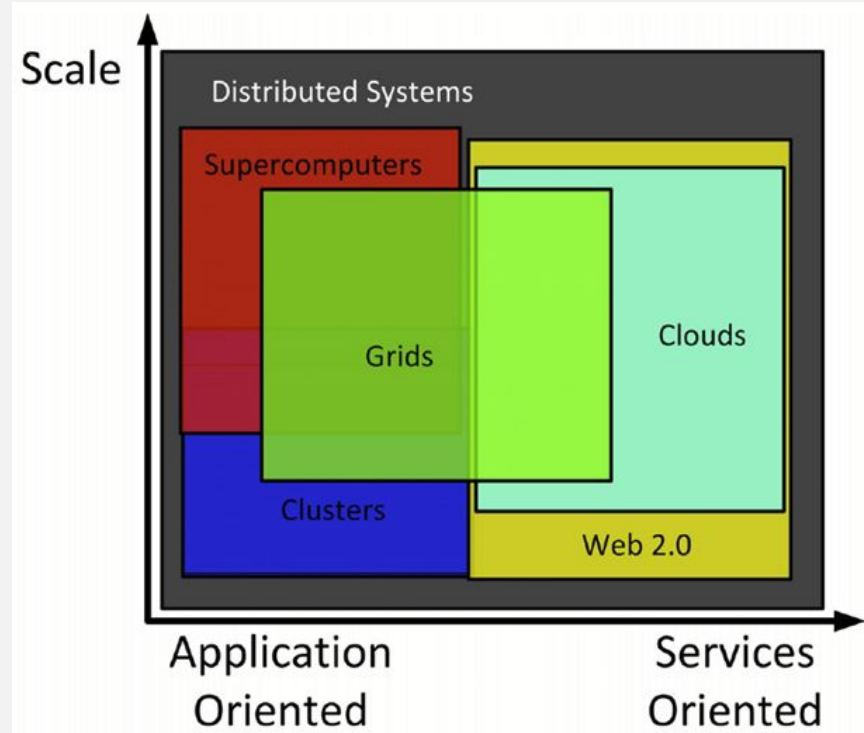 Scale
Distributed Systems
Supercomputers
Clouds
Grids
Clusters
Web 2.0
Application
Oriented
Services
Oriented